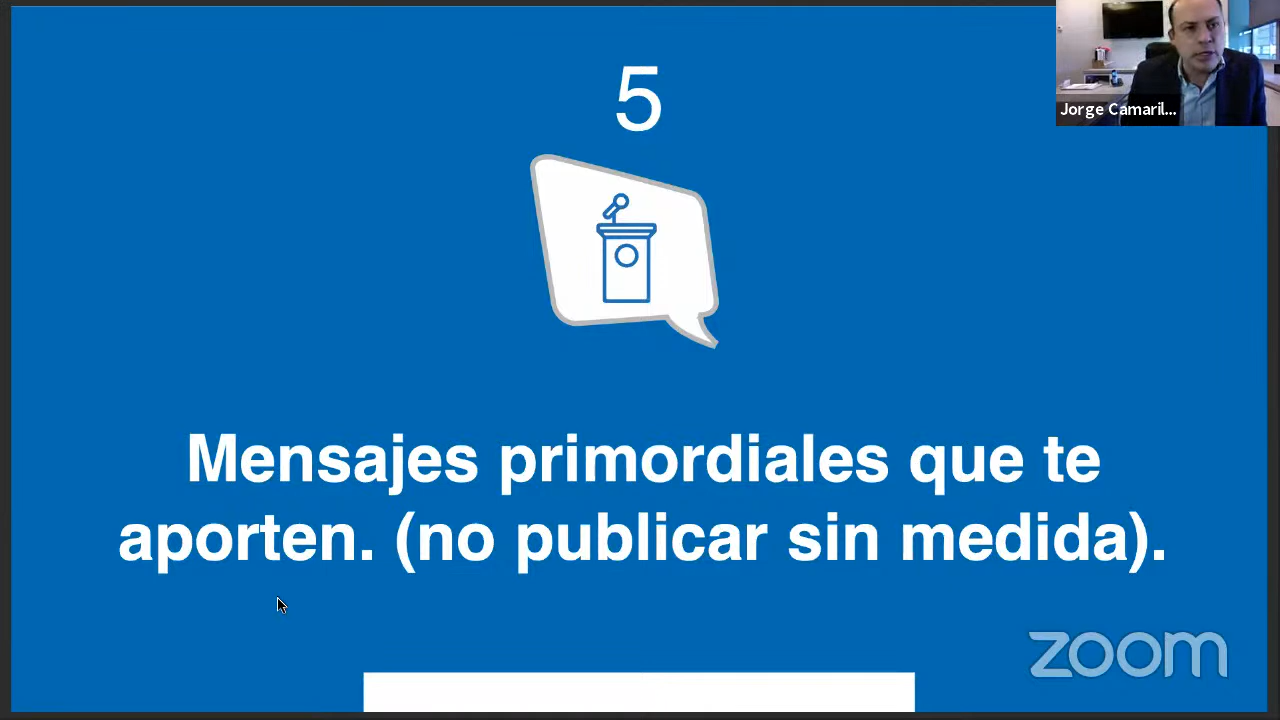 5
Jorge Camaril...
Mensajes primordiales que te
aporten. (no publicar sin medida).
zoom